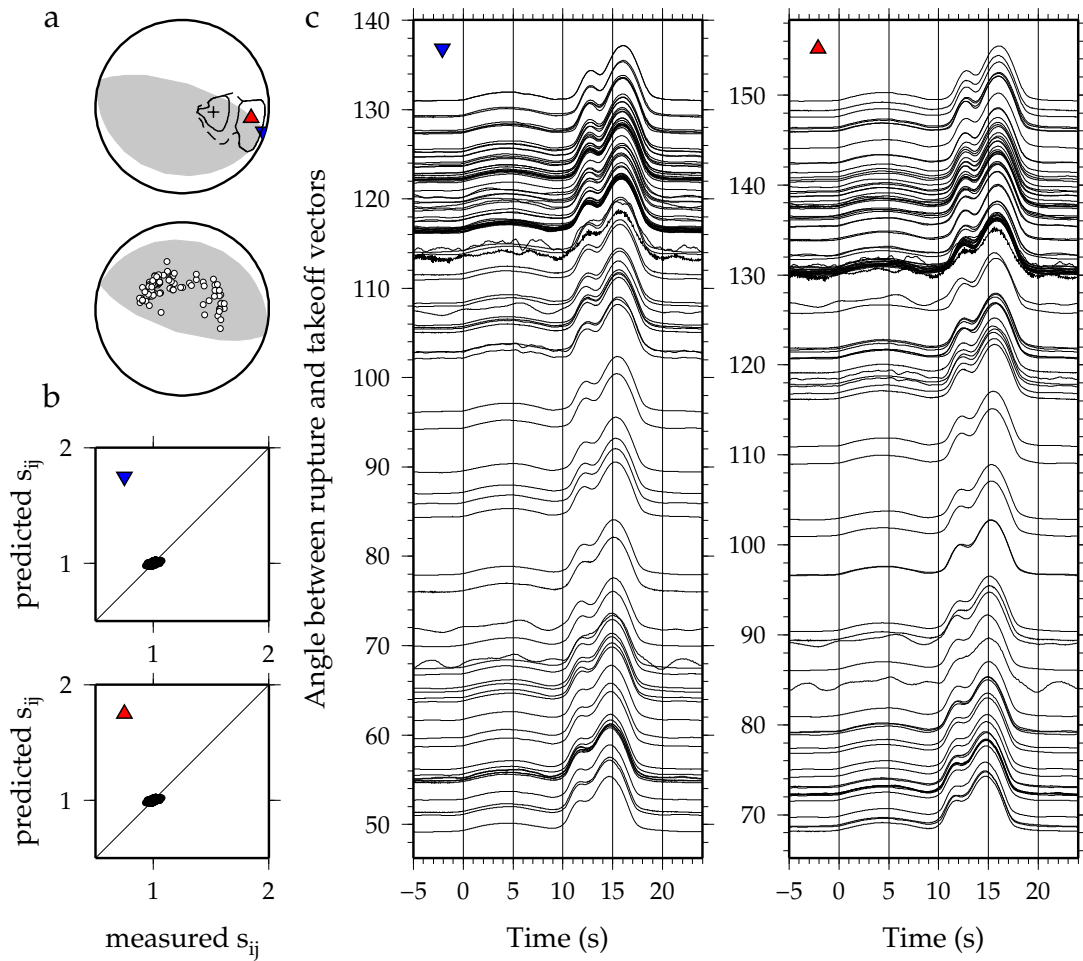 a
b
predicted s_ij
2
1
1
2
predicted s_ij
2
1
1
2
measured s_ij
c
Angle between rupture and takeoff vectors
140
130
120
110
100
90
80
70
60
50
−5 0 5 10 15 20
Time (s)
150
140
130
120
110
100
90
80
70
−5 0 5 10 15 20
Time (s)